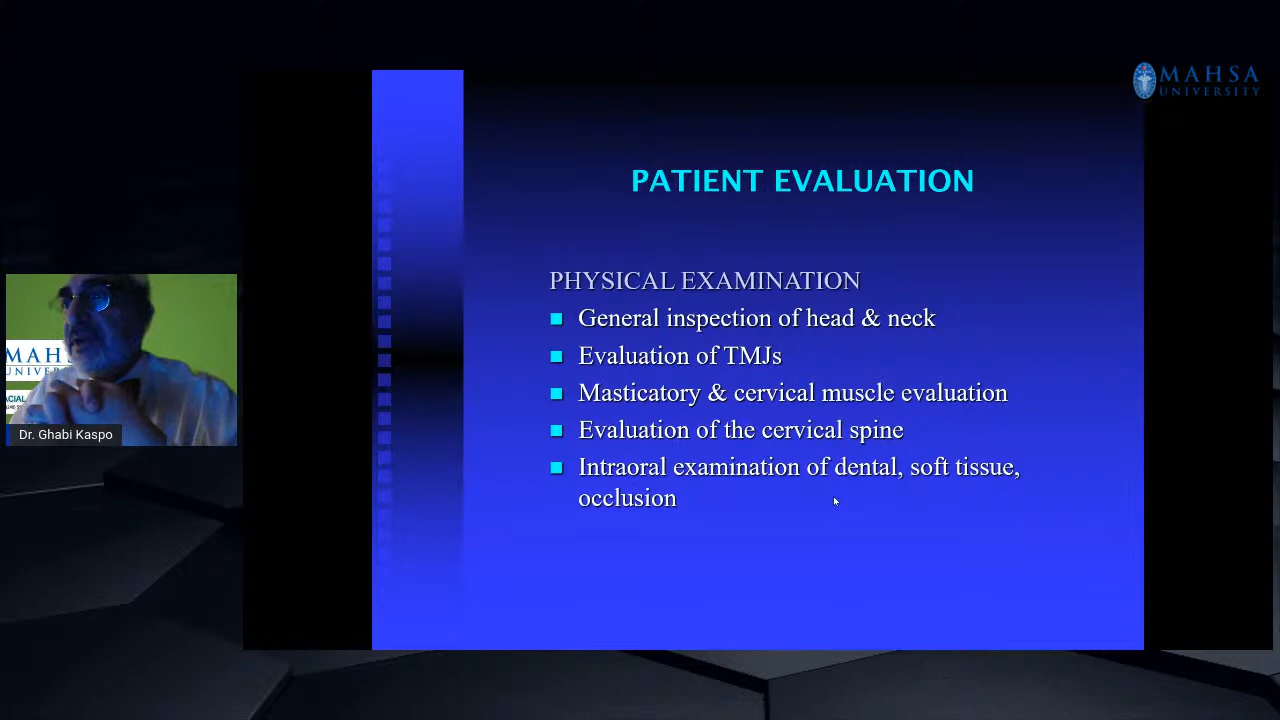 MAHSA
UNIVERSITY
PATIENT EVALUATION
PHYSICAL EXAMINATION
General inspection of head & neck
Evaluation of TMJs
Masticatory & cervical muscle evaluation
Evaluation of the cervical spine
Intraoral examination of dental, soft tissue,
occlusion
MAHS
Dr. Ghabi Kaspo